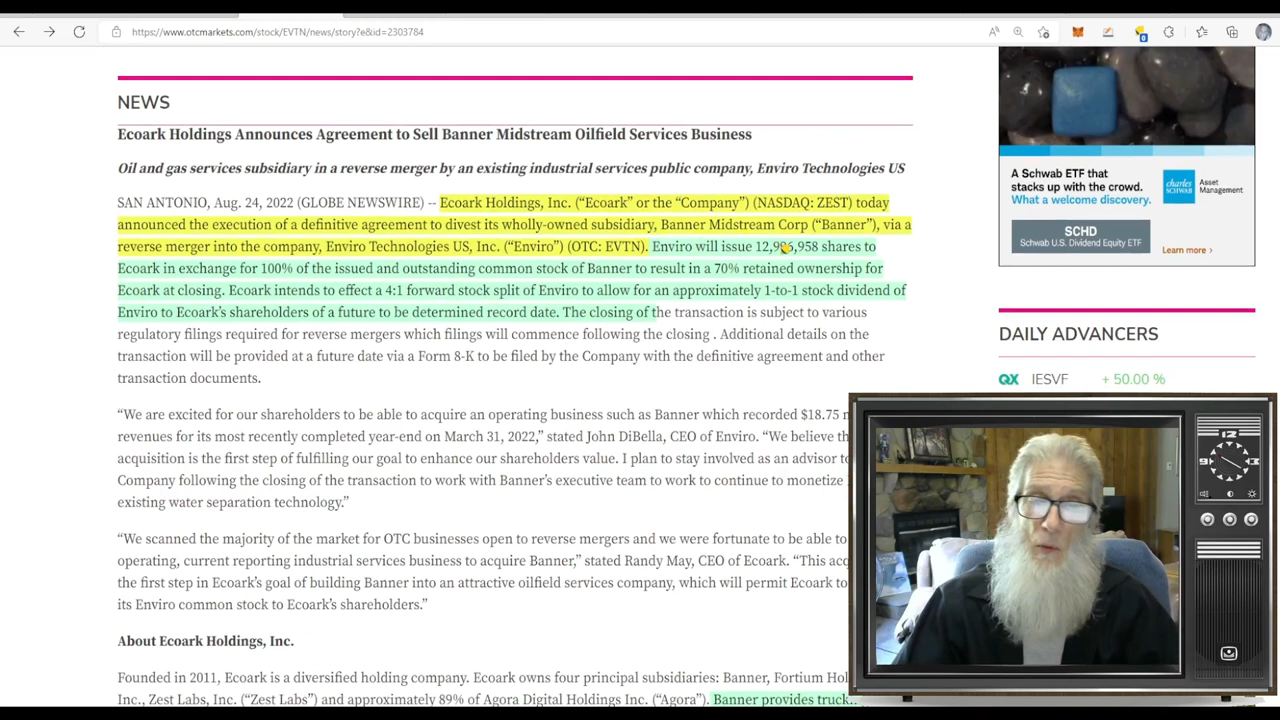 https://www.otcmarkets.com/stock/EVTN/news/story?e&id=2303784
NEWS
Ecoark Holdings Announces Agreement to Sell Banner Midstream Oilfield Services Business
Oil and gas services subsidiary in a reverse merger by an existing industrial services public company, Enviro Technologies US
SAN ANTONIO, Aug. 24, 2022 (GLOBE NEWSWIRE) -- Ecoark Holdings, Inc. (“Ecoark” or the “Company”) (NASDAQ: ZEST) today
announced the execution of a definitive agreement to divest its wholly-owned subsidiary, Banner Midstream Corp (“Banner”), via a
reverse merger into the company, Enviro Technologies US, Inc. (“Enviro”) (OTC: EVTN). Enviro will issue shares to
Ecoark in exchange for 100% of the issued and outstanding common stock of Banner to result in a 70% retained ownership for
Ecoark at closing. Ecoark intends to effect a 4:1 forward stock split of Enviro to allow for an approximately 1-to-1 stock dividend of
Enviro to Ecoark’s shareholders of a future to be determined record date. The closing of the transaction is subject to various
regulatory filings required for reverse mergers which filings will commence following the closing . Additional details on the
transaction will be provided at a future date via a Form 8-K to be filed by the Company with the definitive agreement and other
transaction documents.
“We are excited for our shareholders to be able to acquire an operating business such as Banner which recorded $18.75
revenues for its most recently completed year-end on March 31, 2022,” stated John DiBella, CEO of Enviro. “We believe
acquisition is the first step of fulfilling our goal to enhance our shareholders value. I plan to stay involved as an advisor to
Company following the closing of the transaction to work with Banner’s executive team to work to continue to monetize
existing water separation technology.”
“We scanned the majority of the market for OTC businesses open to reverse mergers and we were fortunate to be able to
operating, current reporting industrial services business to acquire Banner,” stated Randy May, CEO of Ecoark. “This
the first step in Ecoark’s goal of building Banner into an attractive oilfield services company, which will permit Ecoark to
its Enviro common stock to Ecoark’s shareholders.”
About Ecoark Holdings, Inc.
Founded in 2011, Ecoark is a diversified holding company. Ecoark owns four principal subsidiaries: Banner, Fortium
Inc., Zest Labs, Inc. (“Zest Labs”) and approximately 89% of Agora Digital Holdings Inc. (“Agora”). Banner provides
A Schwab ETF that
stacks up with the crowd.
What a welcome discovery.
charles
SCHWAB
Asset
Management
SCHD
Schwab U.S. Dividend Equity ETF
Learn more >
DAILY ADVANCERS
QX IESVF + 50.00 %
12
3
6
9